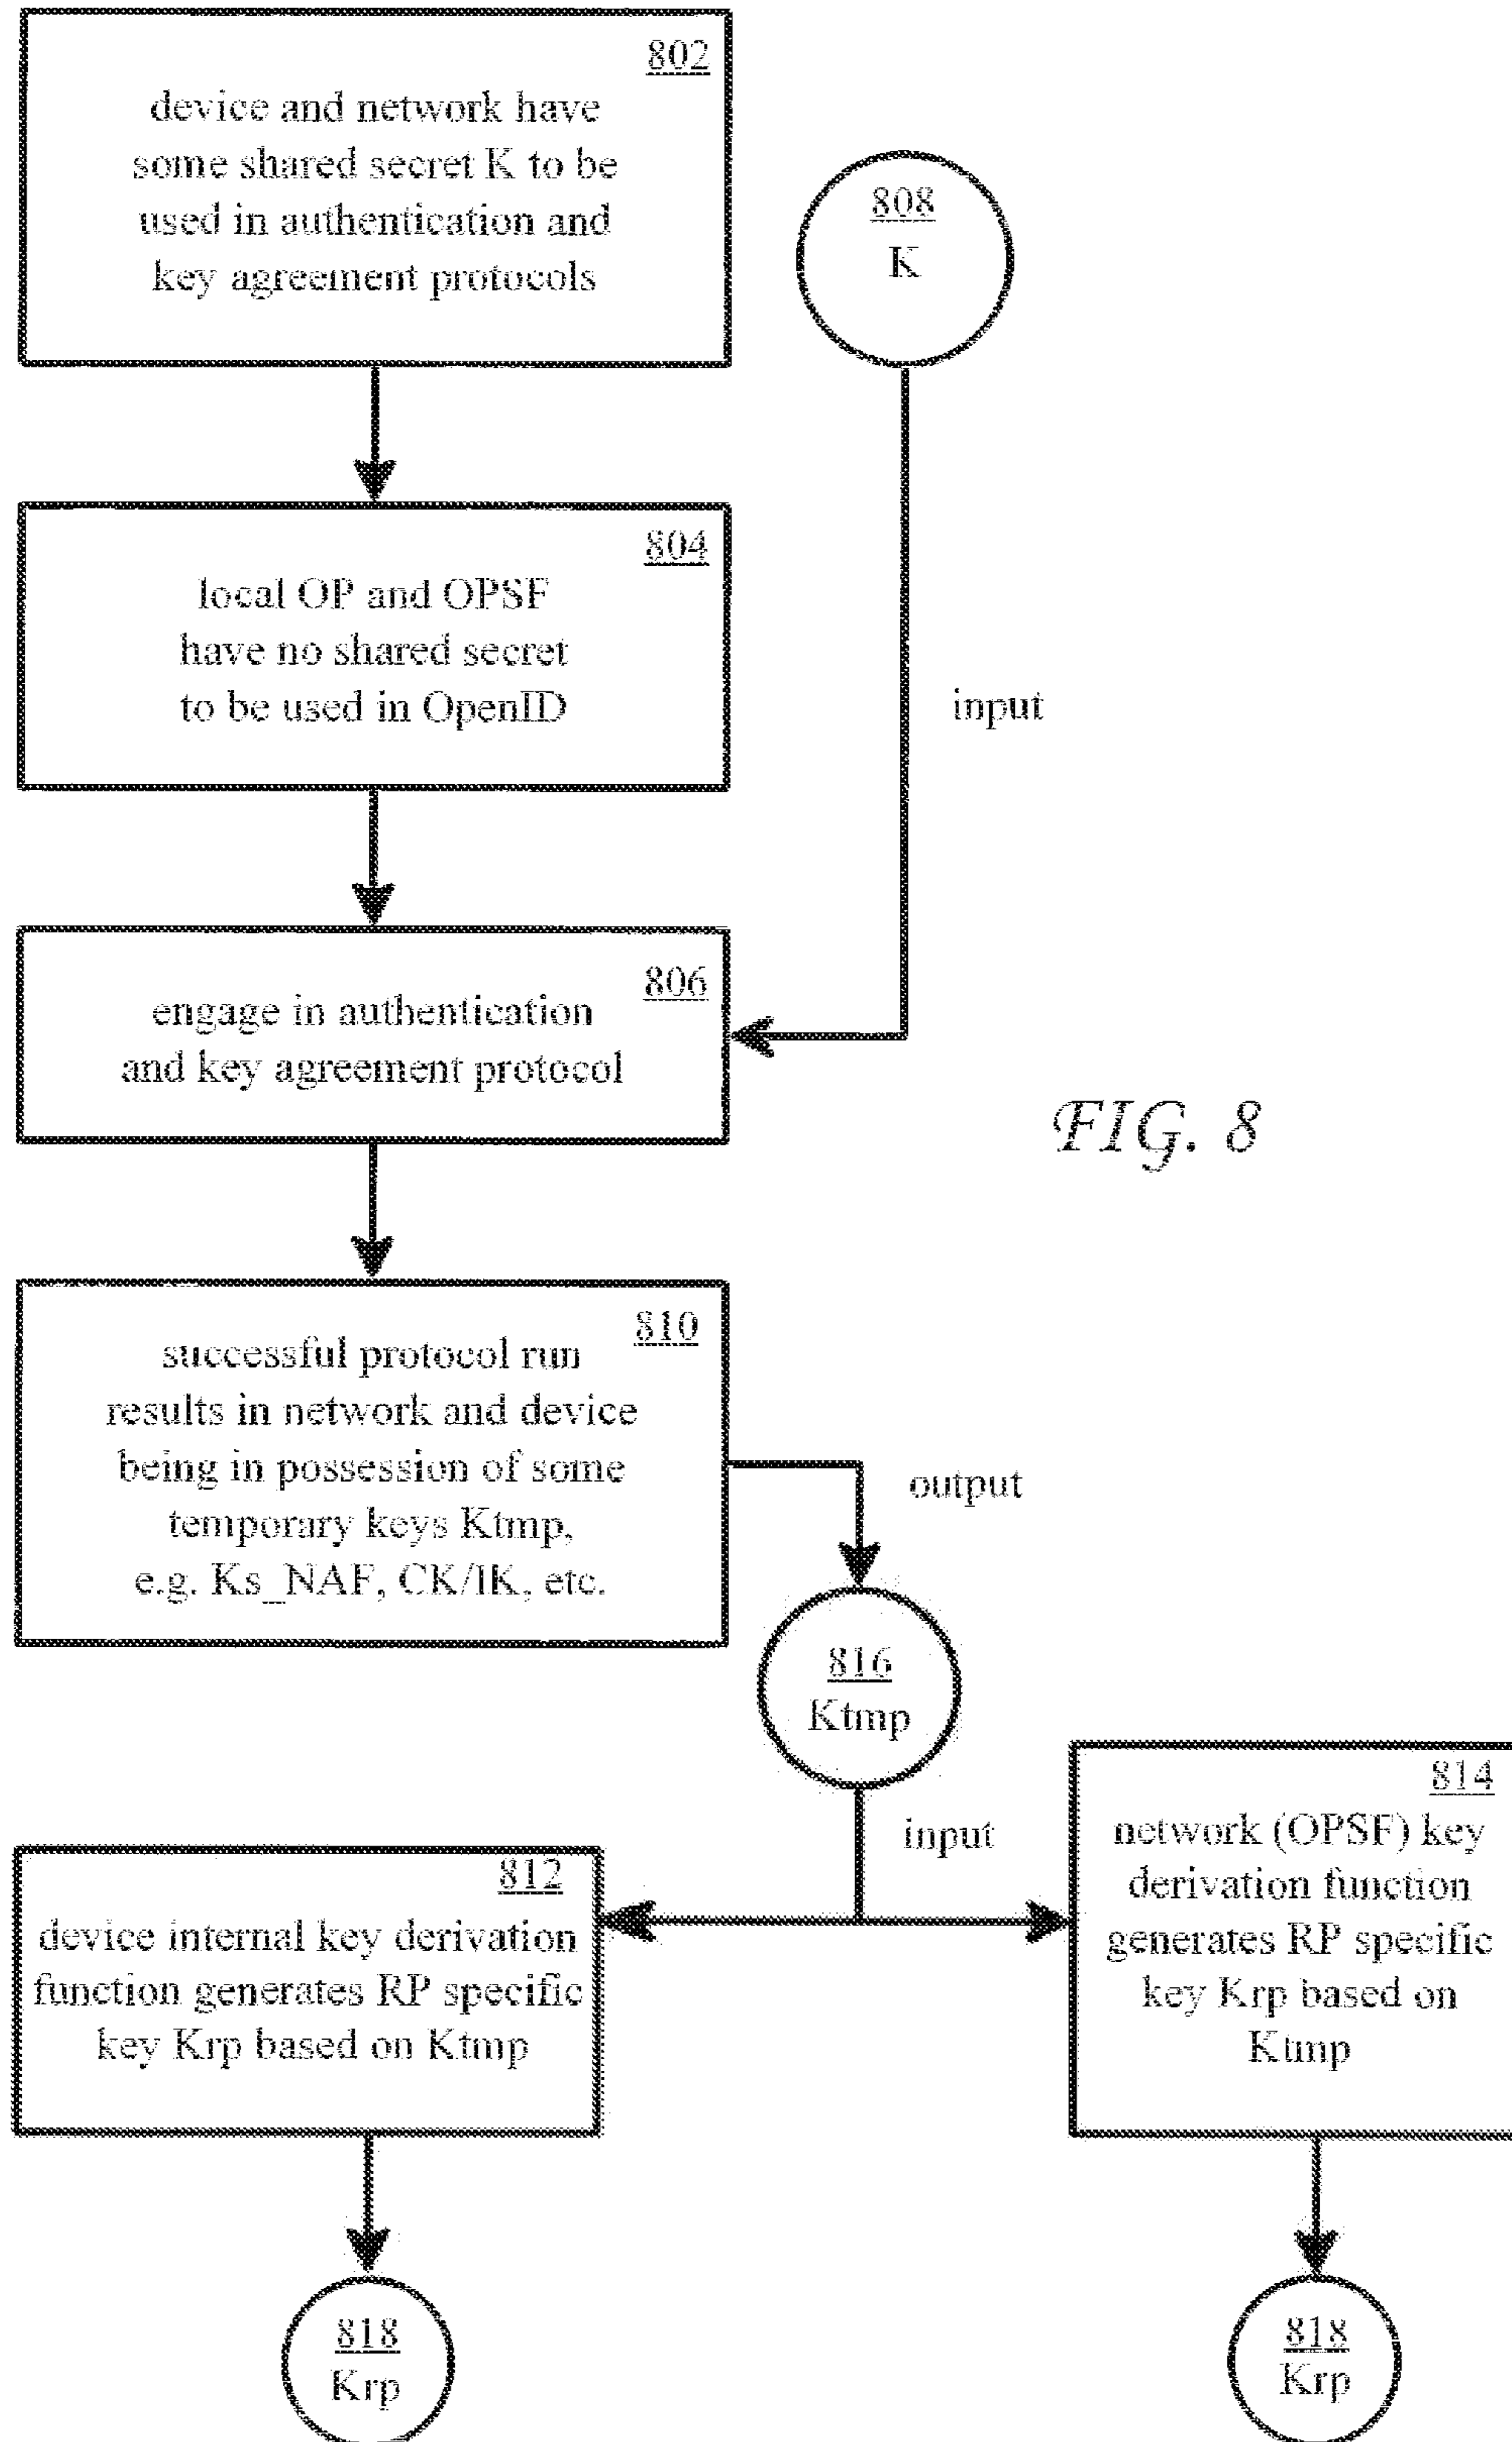 802
device and network have
some shared secret K to be
used in authentication and
key agreement protocols
808
K
804
local OP and OPSF
have no shared secret
to be used in OpenID
input
806
engage in authentication
and key agreement protocol
FIG. 8
810
successful protocol run
results in network and device
being in possession of some
temporary keys Ktmp,
e.g. Ks_NAF, CK/IK, etc.
output
816
Ktmp
input
812
device internal key derivation
function generates RP specific
key Krp based on Ktmp
814
network (OPSF) key
derivation function
generates RP specific
key Krp based on
Ktmp
818
Krp
818
Krp